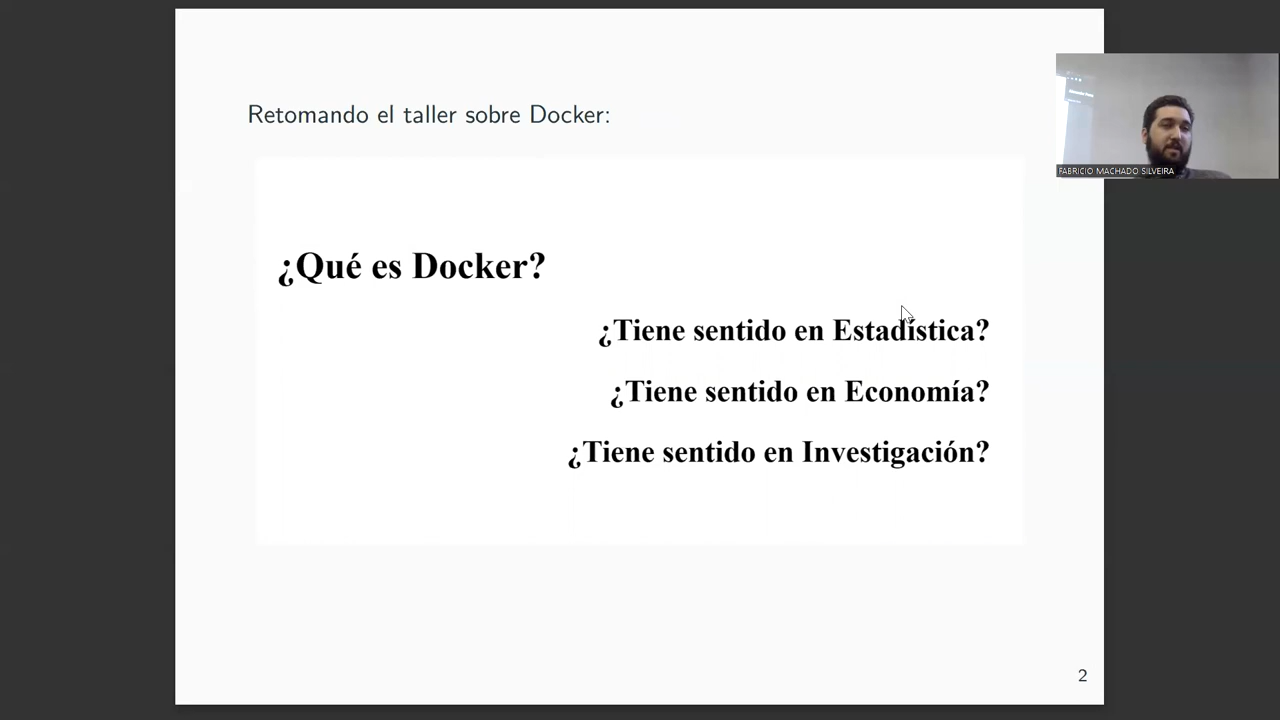 Retomando el taller sobre Docker:
¿Qué es Docker?
¿Tiene sentido en Estadística?
¿Tiene sentido en Economía?
¿Tiene sentido en Investigación?
FABRICIO MACHADO SILVEIRA
2